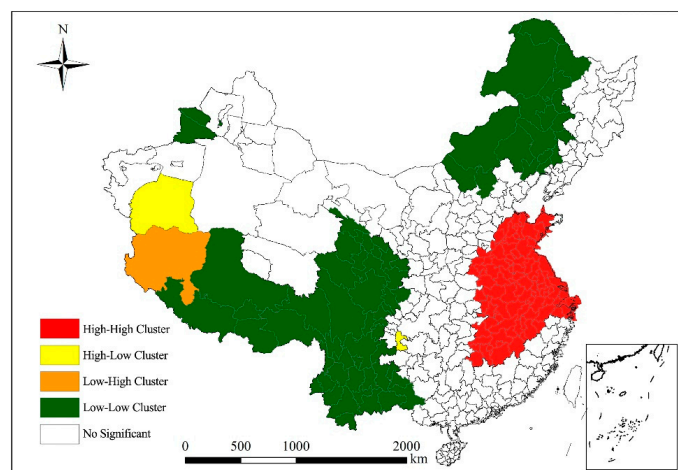 N
High-High Cluster
High-Low Cluster
Low-High Cluster
Low-Low Cluster
No Significant
0 500 1000 2000
km